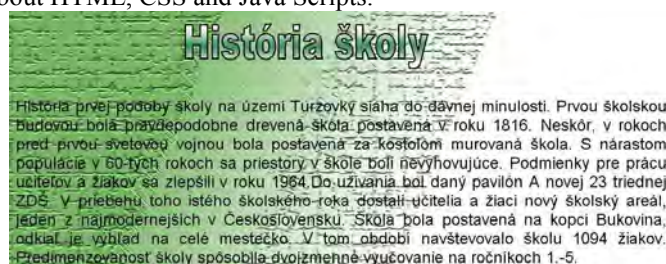 about HTML, CSS and Java Scripts.
História školy
História prvej podoby školy na území Turzovky siaha do dávnej minulosti. Prvou školskou
budovou bola pravdepodobne drevená škola postavená v roku 1816. Neskôr, v rokoch
pred prvou svetovou vojnou bola postavená za kostolom murovaná škola. S nárastom
populácie v 60-tych rokoch sa priestory v škole boli nevyhovujúce. Podmienky pre prácu
učiteľov a žiakov sa zlepšili v roku 1964.Do užívania bol daný pavilón A novej 23 triednej
ZDŠ. V priebehu toho istého školského roka dostali učitelia a žiaci nový školský areál,
jeden z najmodernejších v Československu. Škola bola postavená na kopci Bukovina,
odkiaľ je výhľad na celé mestečko. V tom období navštevovalo školu 1094 žiakov.
Predimenzovanosť školy spôsobila dvojzmenné vyučovanie na ročníkoch 1.-5.